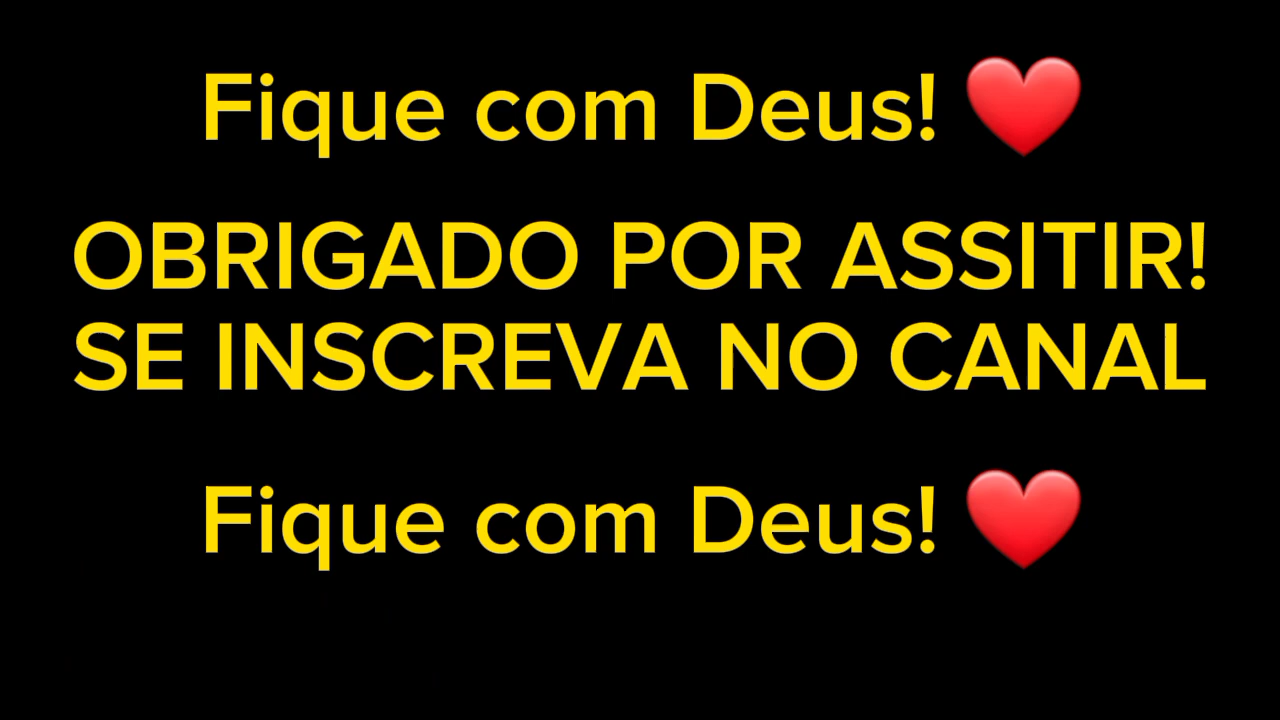 Fique com Deus! ❤️
OBRIGADO POR ASSITIR!
SE INSCREVA NO CANAL
Fique com Deus! ❤️